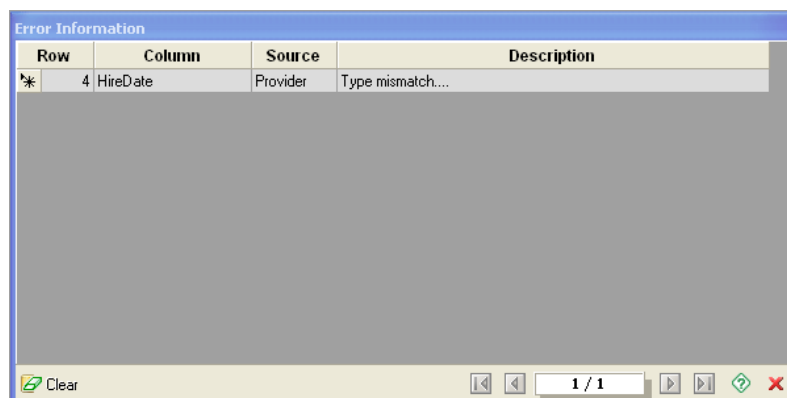 Error Information
Row Column Source Description
4 HireDate Provider Type mismatch....
Clear 1 / 1